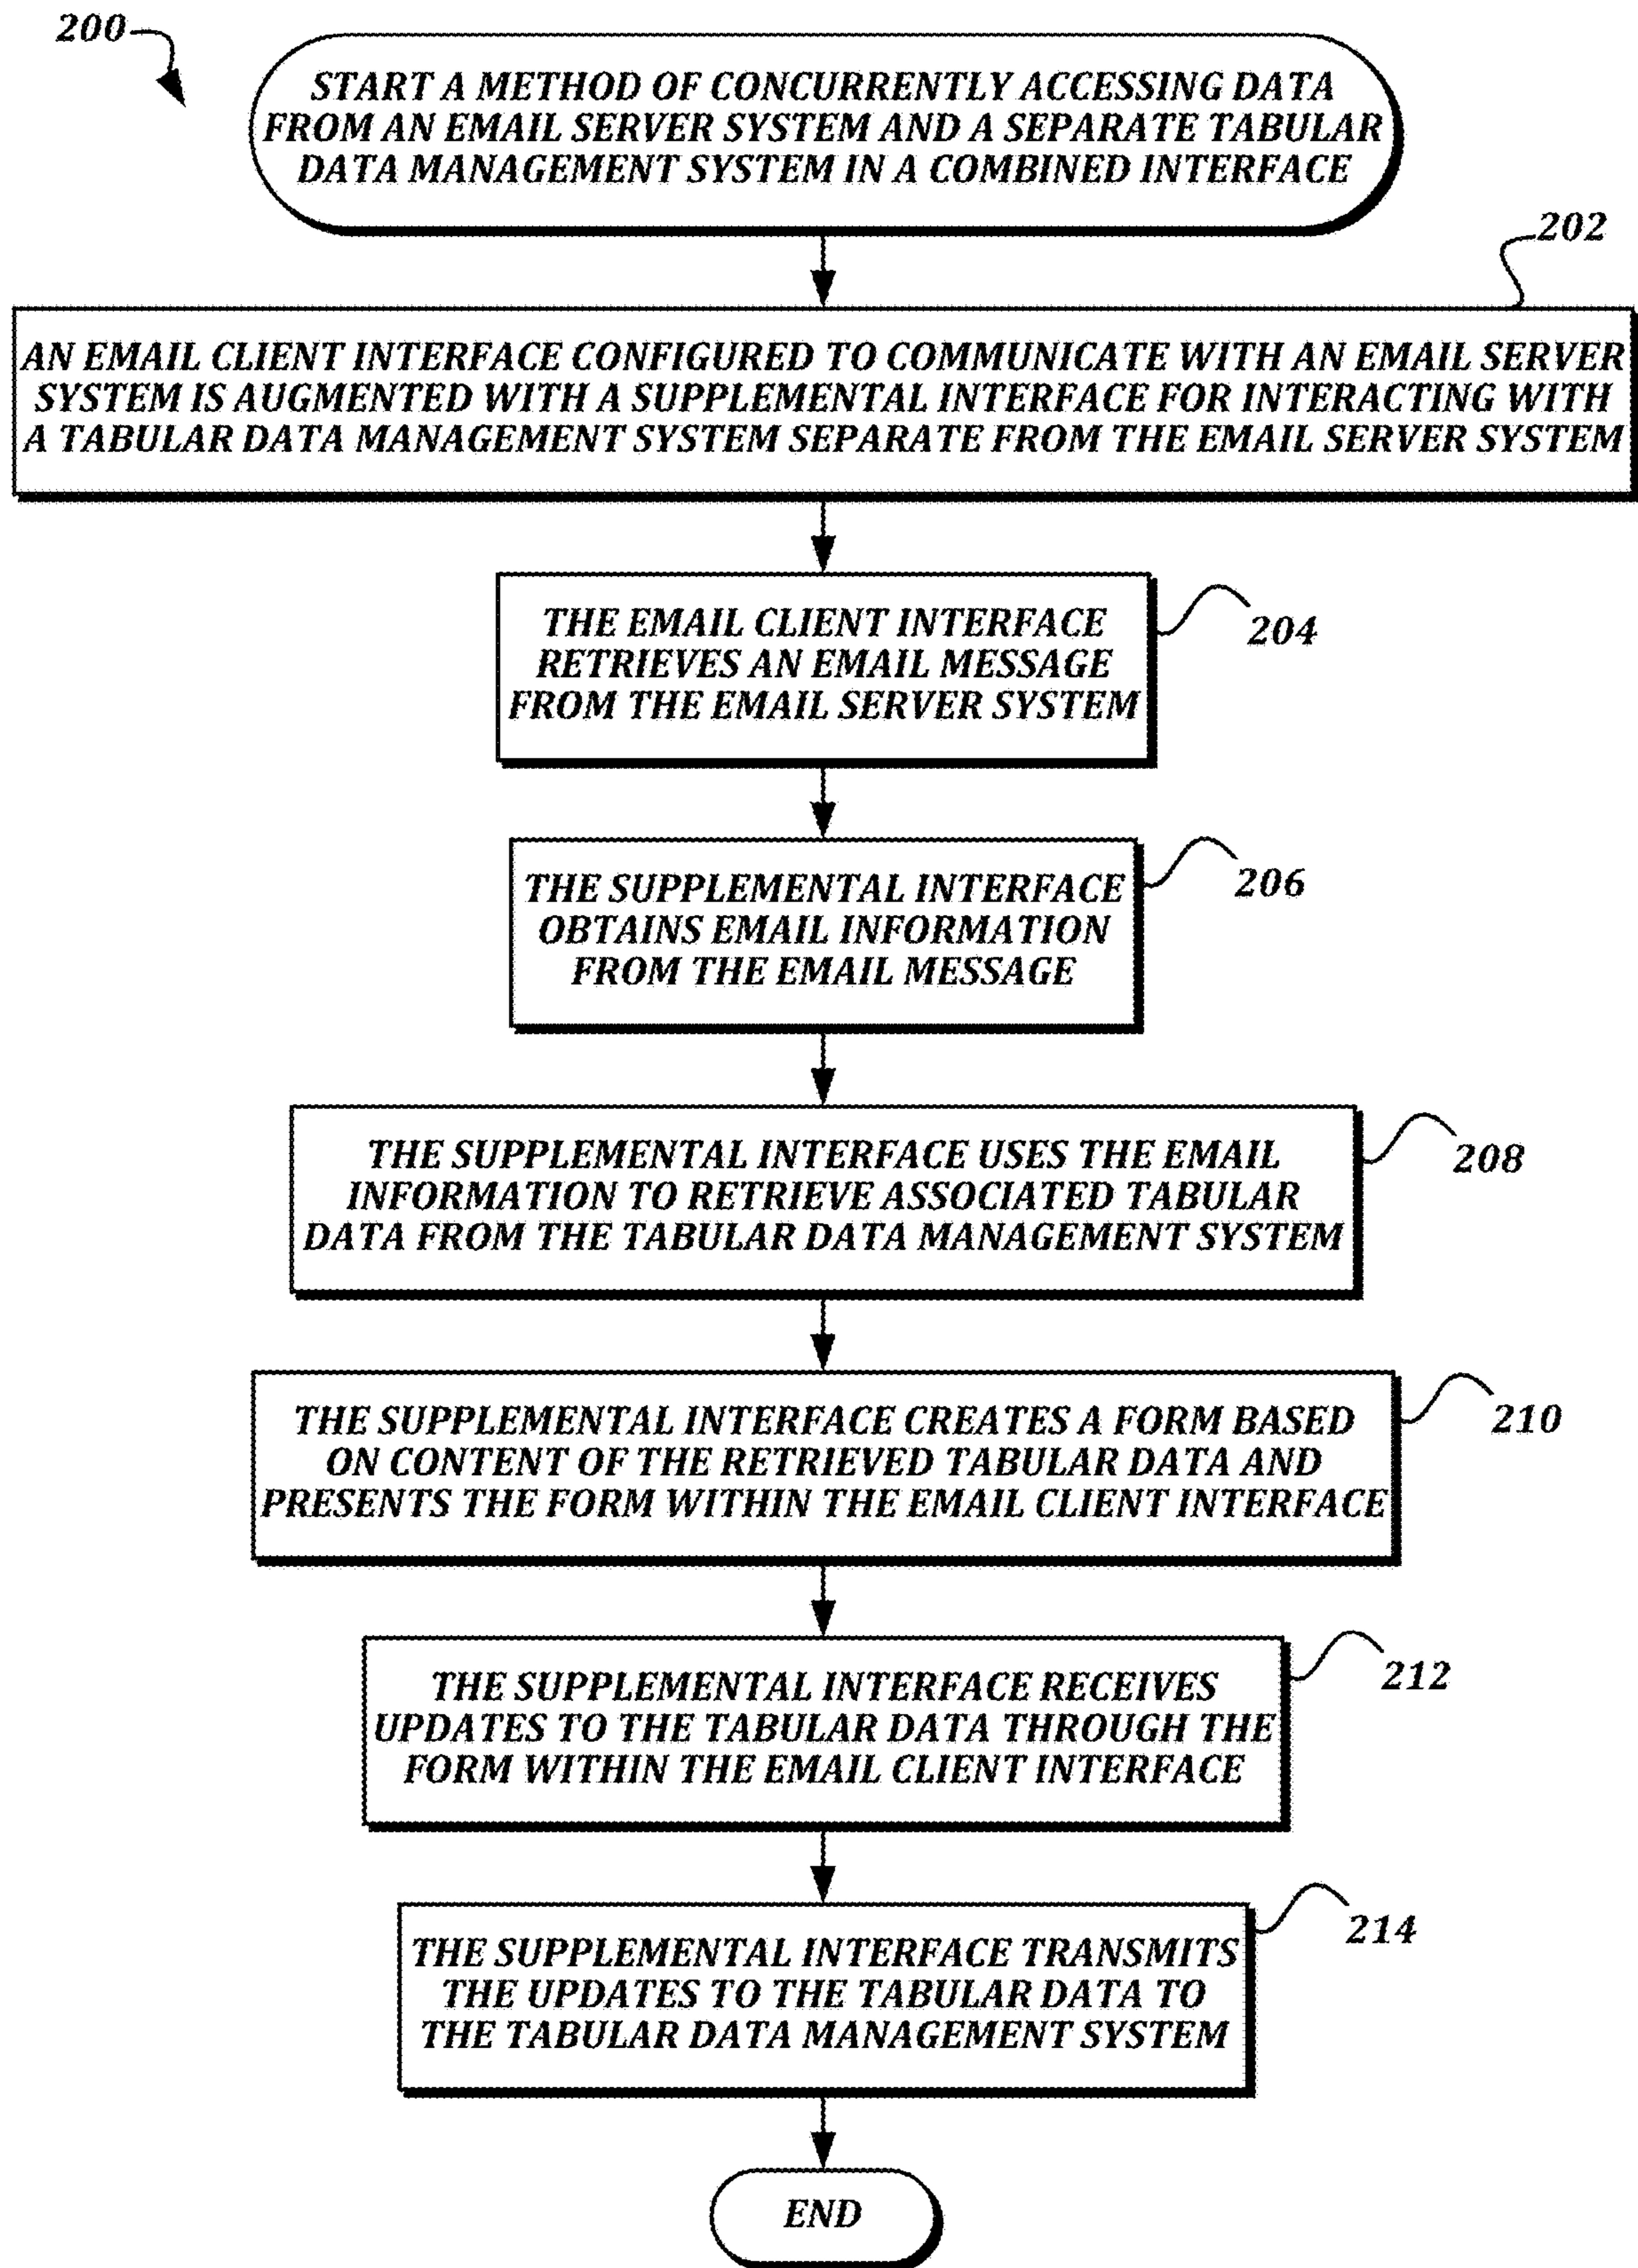 200
START A METHOD OF CONCURRENTLY ACCESSING DATA
FROM AN EMAIL SERVER SYSTEM AND A SEPARATE TABULAR
DATA MANAGEMENT SYSTEM IN A COMBINED INTERFACE
202
AN EMAIL CLIENT INTERFACE CONFIGURED TO COMMUNICATE WITH AN EMAIL SERVER
SYSTEM IS AUGMENTED WITH A SUPPLEMENTAL INTERFACE FOR INTERACTING WITH
A TABULAR DATA MANAGEMENT SYSTEM SEPARATE FROM THE EMAIL SERVER SYSTEM
THE EMAIL CLIENT INTERFACE
RETRIEVES AN EMAIL MESSAGE
FROM THE EMAIL SERVER SYSTEM
204
THE SUPPLEMENTAL INTERFACE
OBTAINS EMAIL INFORMATION
FROM THE EMAIL MESSAGE
206
THE SUPPLEMENTAL INTERFACE USES THE EMAIL
INFORMATION TO RETRIEVE ASSOCIATED TABULAR
DATA FROM THE TABULAR DATA MANAGEMENT SYSTEM
208
THE SUPPLEMENTAL INTERFACE CREATES A FORM BASED
ON CONTENT OF THE RETRIEVED TABULAR DATA AND
PRESENTS THE FORM WITHIN THE EMAIL CLIENT INTERFACE
210
THE SUPPLEMENTAL INTERFACE RECEIVES
UPDATES TO THE TABULAR DATA THROUGH THE
FORM WITHIN THE EMAIL CLIENT INTERFACE
212
THE SUPPLEMENTAL INTERFACE TRANSMITS
THE UPDATES TO THE TABULAR DATA TO
THE TABULAR DATA MANAGEMENT SYSTEM
214
END